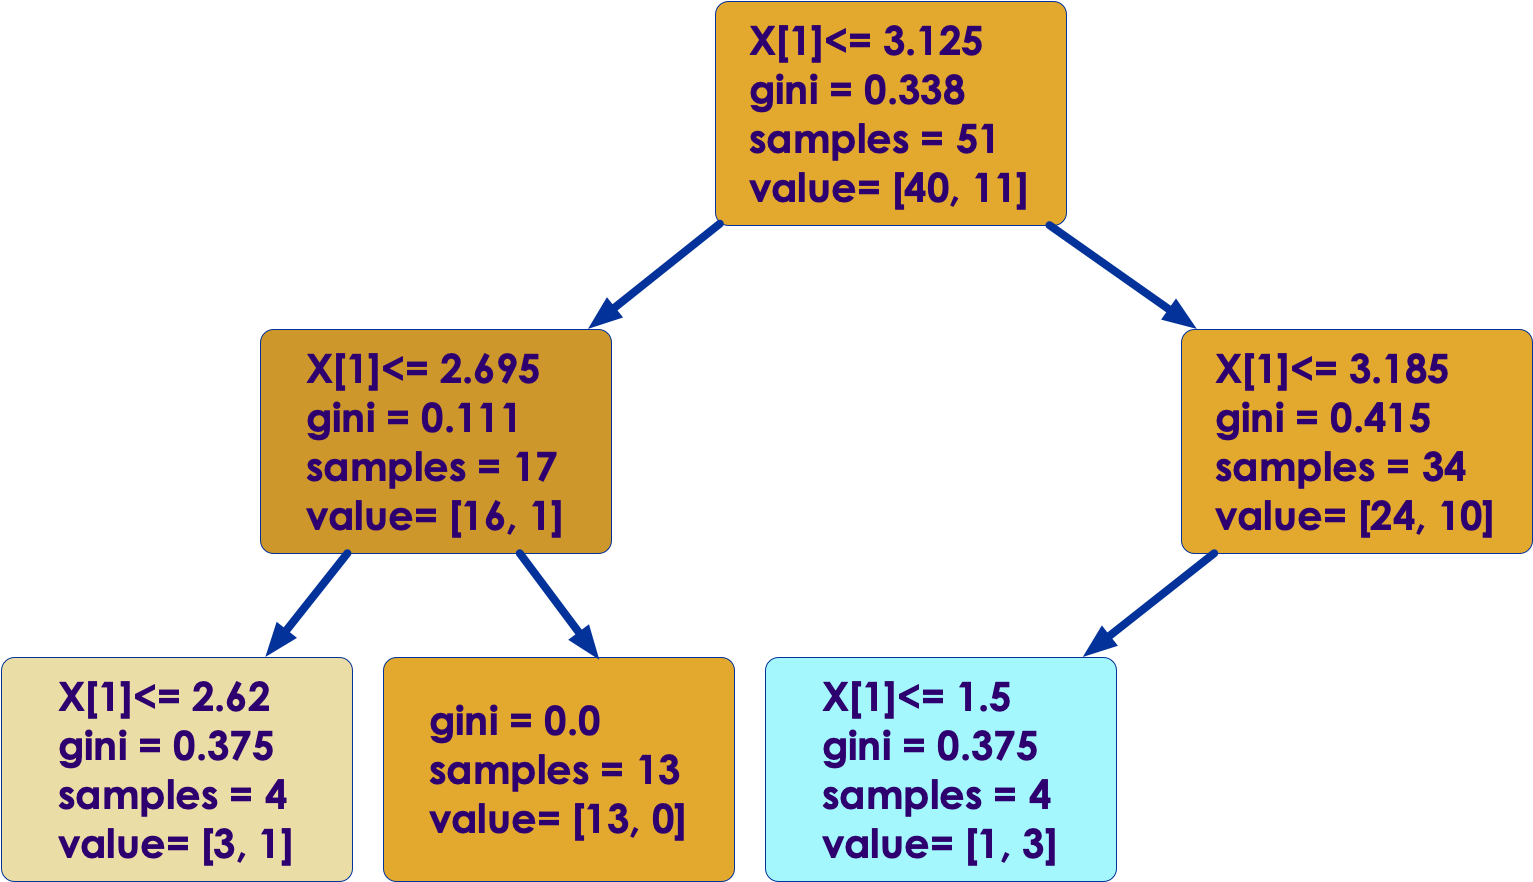 X[1]<= 3.125
gini = 0.338
samples = 51
value= [40, 11]
X[1]<= 2.695
gini = 0.111
samples = 17
value= [16, 1]
X[1]<= 3.185
gini = 0.415
samples = 34
value= [24, 10]
X[1]<= 2.62
gini = 0.375
samples = 4
value= [3, 1]
gini = 0.0
samples = 13
value= [13, 0]
X[1]<= 1.5
gini = 0.375
samples = 4
value= [1, 3]